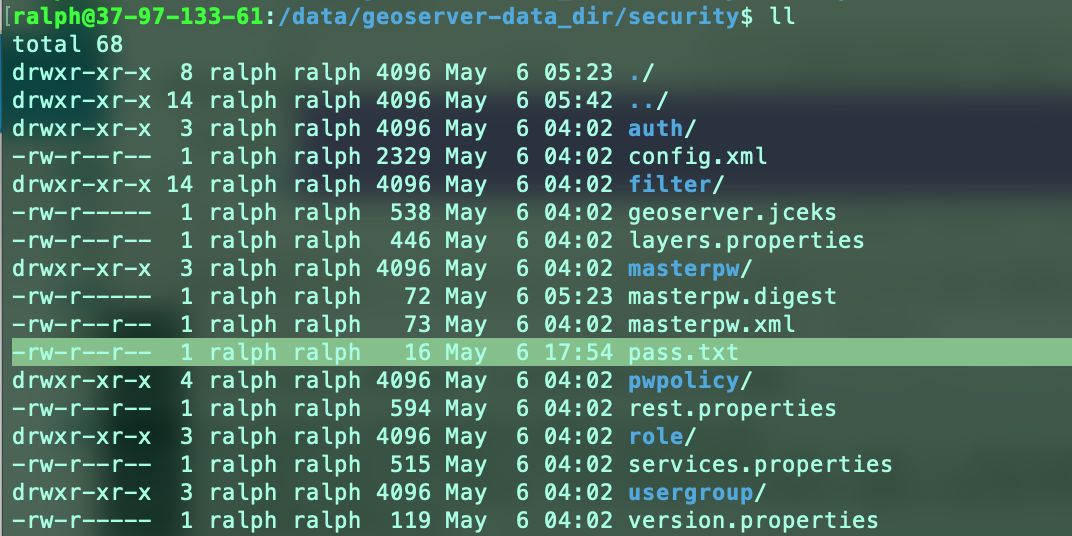 [ralph@37-97-133-61:/data/geoserver-data_dir/security$ ll
total 68
drwxr-xr-x  8 ralph ralph 4096 May  6 05:23 ./
drwxr-xr-x 14 ralph ralph 4096 May  6 05:42 ../
drwxr-xr-x  3 ralph ralph 4096 May  6 04:02 auth/
-rw-r--r--  1 ralph ralph 2329 May  6 04:02 config.xml
drwxr-xr-x 14 ralph ralph 4096 May  6 04:02 filter/
-rw-r-----  1 ralph ralph  538 May  6 04:02 geoserver.jceks
-rw-r--r--  1 ralph ralph  446 May  6 04:02 layers.properties
drwxr-xr-x  3 ralph ralph 4096 May  6 04:02 masterpw/
-rw-r-----  1 ralph ralph   72 May  6 05:23 masterpw.digest
-rw-r--r--  1 ralph ralph   73 May  6 04:02 masterpw.xml
-rw-r--r--  1 ralph ralph   16 May  6 17:54 pass.txt
drwxr-xr-x  4 ralph ralph 4096 May  6 04:02 pwpolicy/
-rw-r--r--  1 ralph ralph  594 May  6 04:02 rest.properties
drwxr-xr-x  3 ralph ralph 4096 May  6 04:02 role/
-rw-r--r--  1 ralph ralph  515 May  6 04:02 services.properties
drwxr-xr-x  3 ralph ralph 4096 May  6 04:02 usergroup/
-rw-r-----  1 ralph ralph  119 May  6 04:02 version.properties